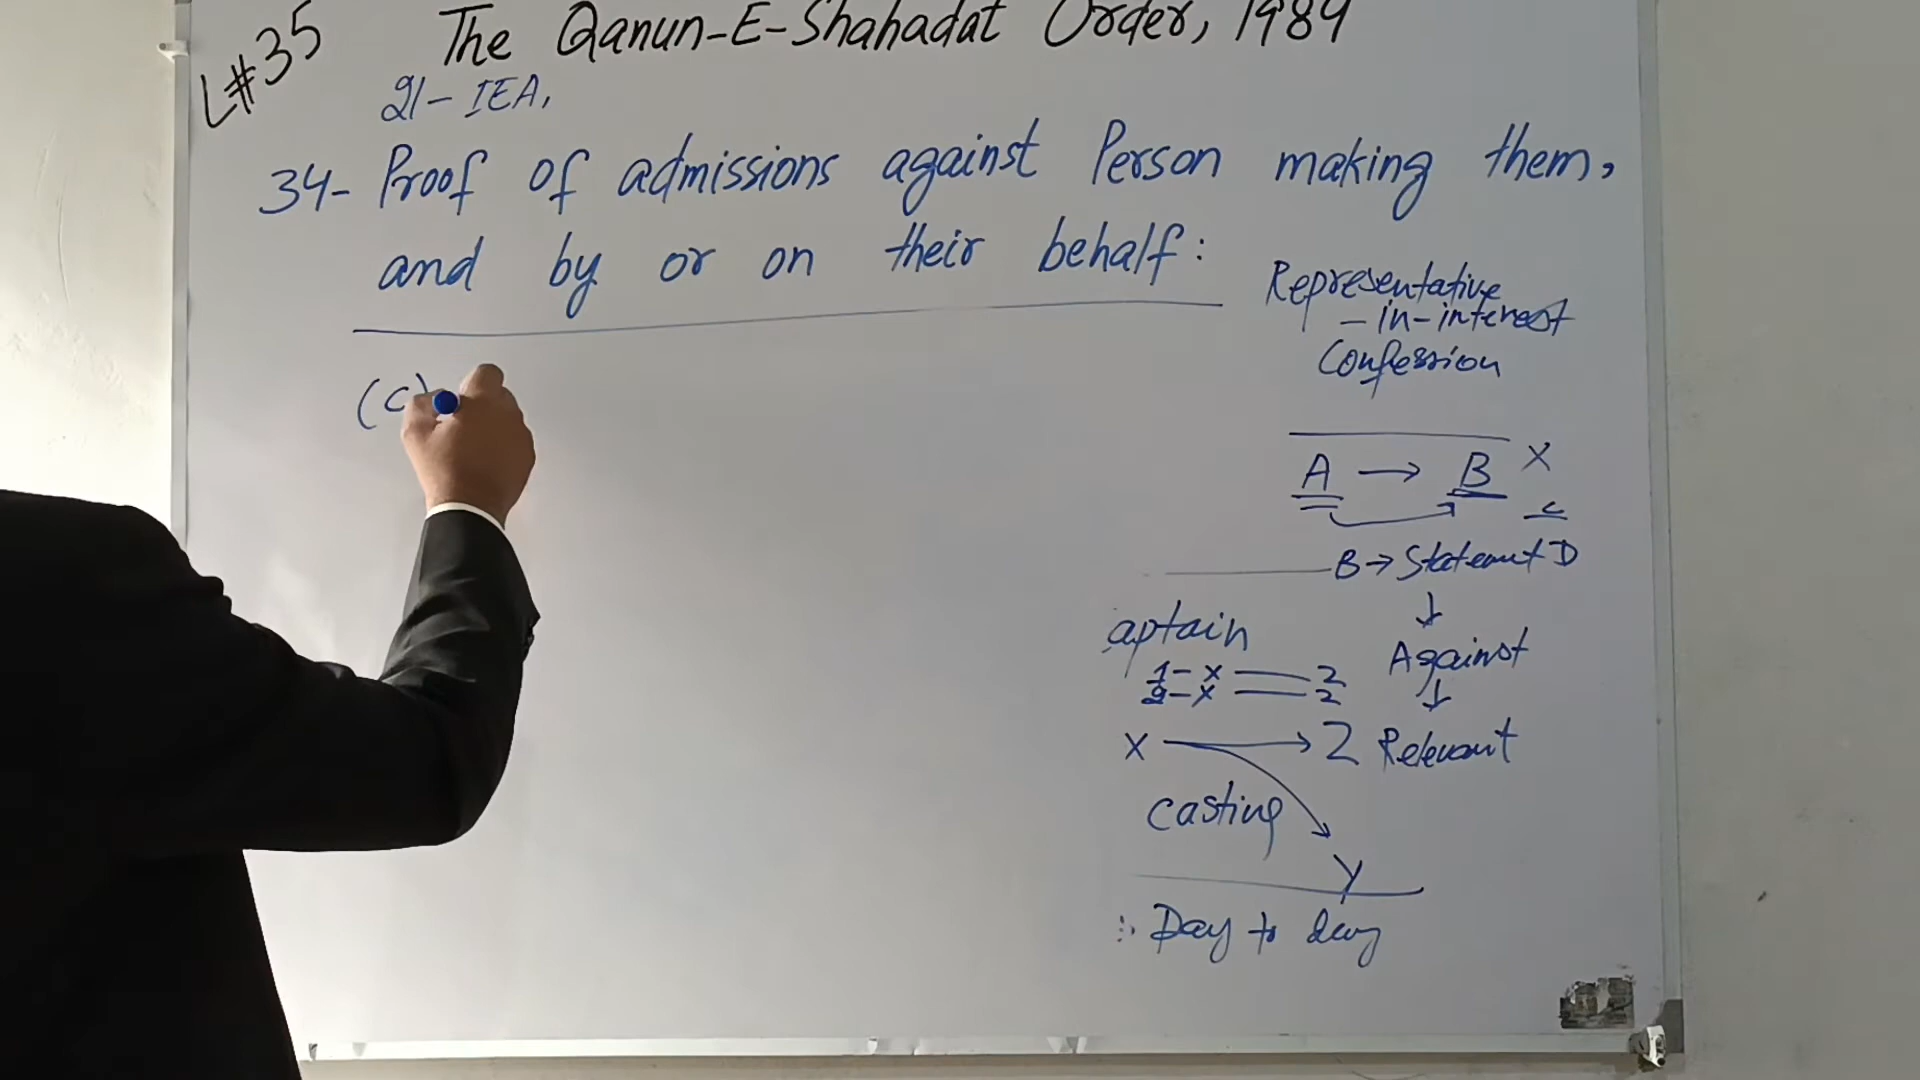 L#35
The Qanun-E-Shahadat Order, 1984
21- IEA,
34- Proof of admissions against Person making them,
and by or on their behalf:
Representative
-in-interest
Confession
(C)
A → B X
C
B → Statement D
↓
Against
↓
Relevant
aptain
1- X 2
2- X 2
X → Z
Casting
Y
Day to day